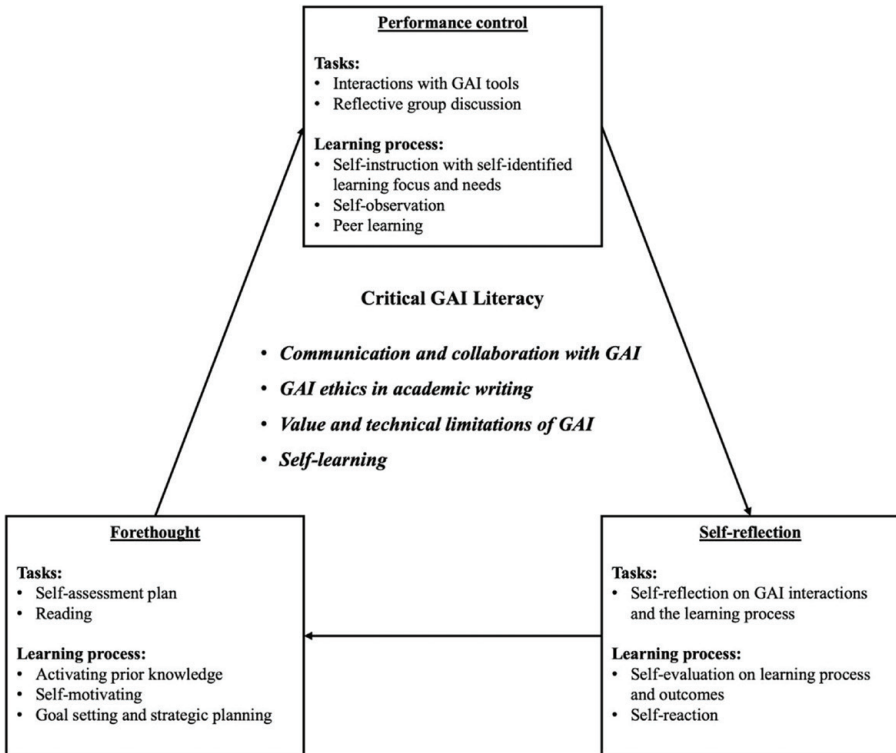 Performance control
Tasks:
• Interactions with GAI tools
• Reflective group discussion
Learning process:
• Self-instruction with self-identified
learning focus and needs
• Self-observation
• Peer learning
Critical GAI Literacy
• Communication and collaboration with GAI
• GAI ethics in academic writing
• Value and technical limitations of GAI
• Self-learning
Forethought
Tasks:
• Self-assessment plan
• Reading
Learning process:
• Activating prior knowledge
• Self-motivating
• Goal setting and strategic planning
Self-reflection
Tasks:
• Self-reflection on GAI interactions
and the learning process
Learning process:
• Self-evaluation on learning process
and outcomes
• Self-reaction